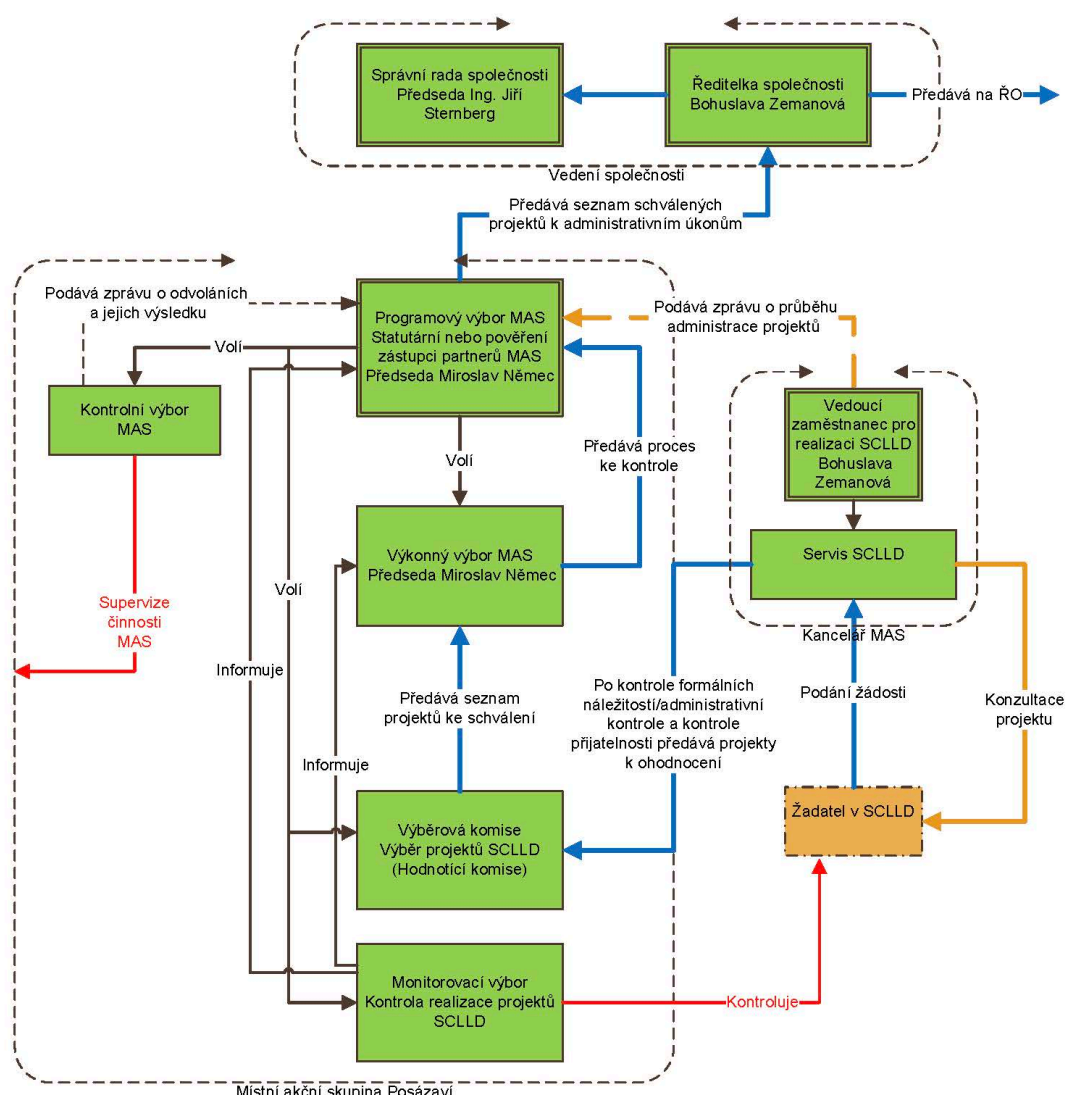 Správní rada společnosti
Předseda Ing. Jiří
Sternberg
Ředitelka společnosti
Bohuslava Zemanová
Předává na ŘO
Vedení společnosti
Předává seznam schválených
projektů k administrativním úkonům
Podává zprávu o odvoláních
a jejich výsledku
Programový výbor MAS
Statutární nebo pověření
zástupci partnerů MAS
Předseda Miroslav Němec
Podává zprávu o průběhu
administrace projektů
Volí
Kontrolní výbor
MAS
Vedoucí
zaměstnanec pro
realizaci SCLLD
Bohuslava
Zemanová
Volí
Předává proces
ke kontrole
Výkonný výbor MAS
Předseda Miroslav Němec
Servis SCLLD
Volí
Supervize
činnosti
MAS
Kancelář MAS
Informuje
Předává seznam
projektů ke schválení
Po kontrole formálních
náležitostí/administrativní
kontrole a kontrole
přijatelnosti předává projekty
k ohodnocení
Podání žádosti
Konzultace
projektu
Informuje
Výběrová komise
Výběr projektů SCLLD
(Hodnotící komise)
Žadatel v SCLLD
Monitorovací výbor
Kontrola realizace projektů
SCLLD
Kontroluje
Místní akční skupina Posázaví